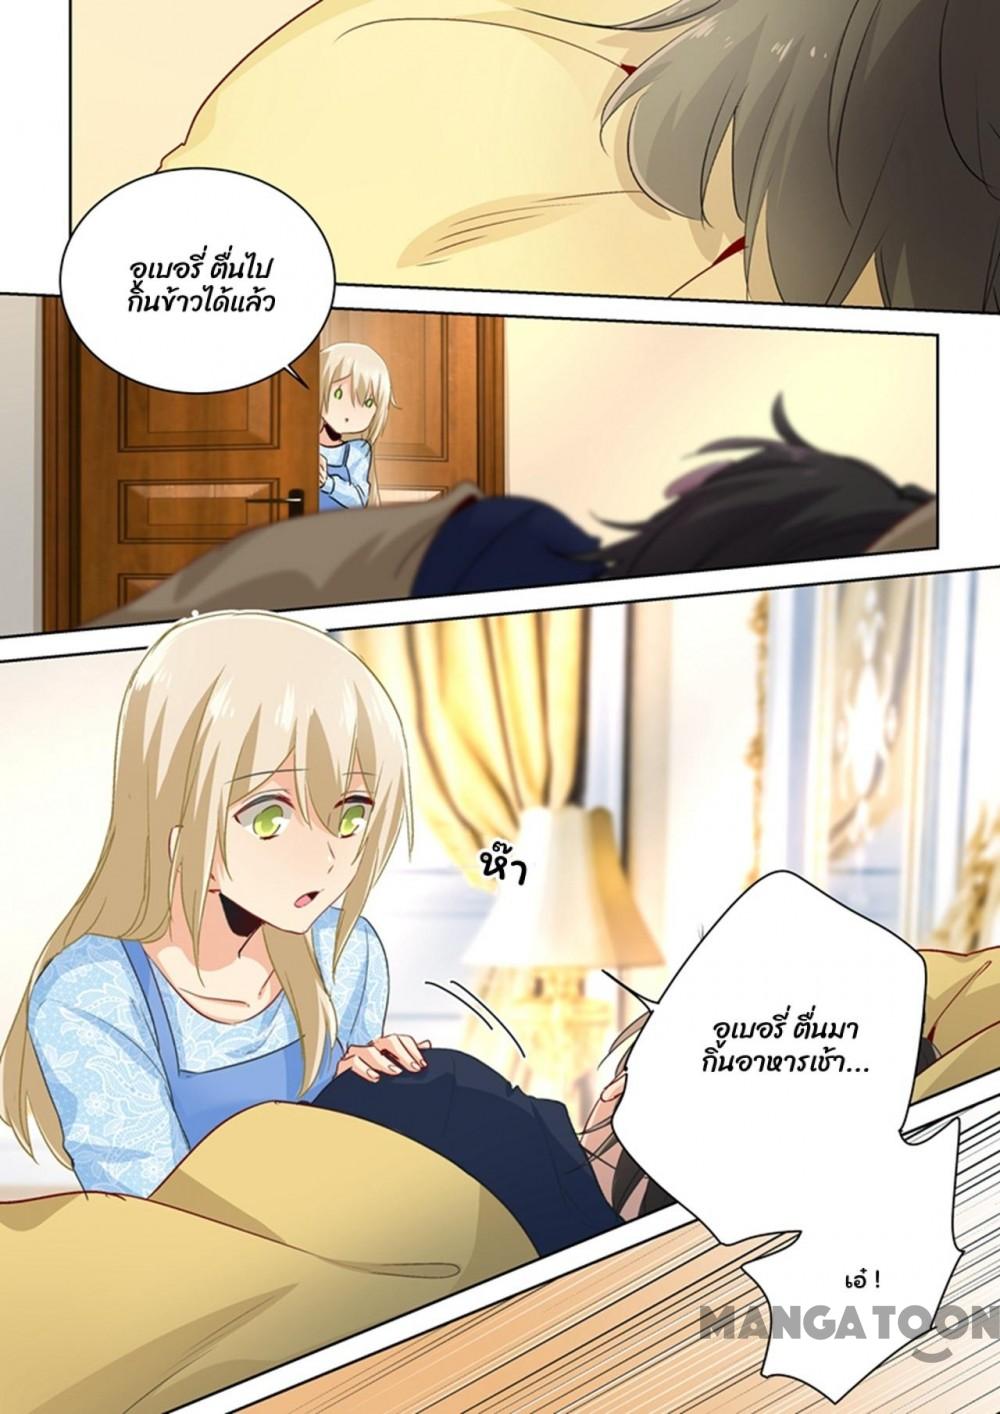 อูเบอรี่ ตื่นไป
กินข้าวได้แล้ว
ห๊า
อูเบอรี่ ตื่นมา
กินอาหารเช้า...
เอ๋ !
MANGATOON